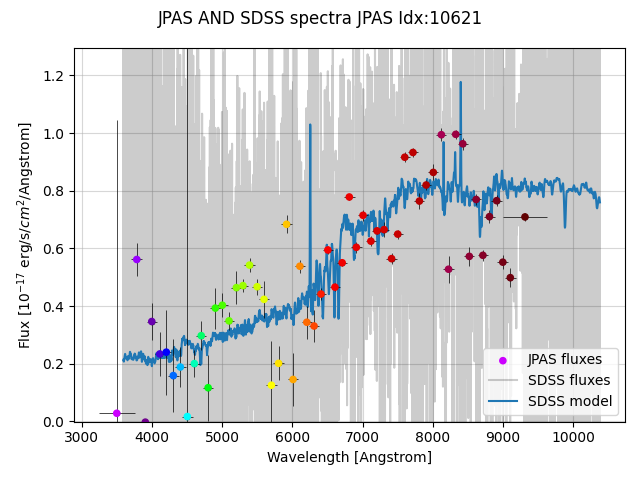 JPAS AND SDSS spectra JPAS Idx:10621
1.2
1.0
0.8
0.6
0.4
0.2
0.0
Flux [10⁻¹⁷ erg/s/cm²/Angstrom]
JPAS fluxes
SDSS fluxes
SDSS model
3000 4000 5000 6000 7000 8000 9000 10000
Wavelength [Angstrom]